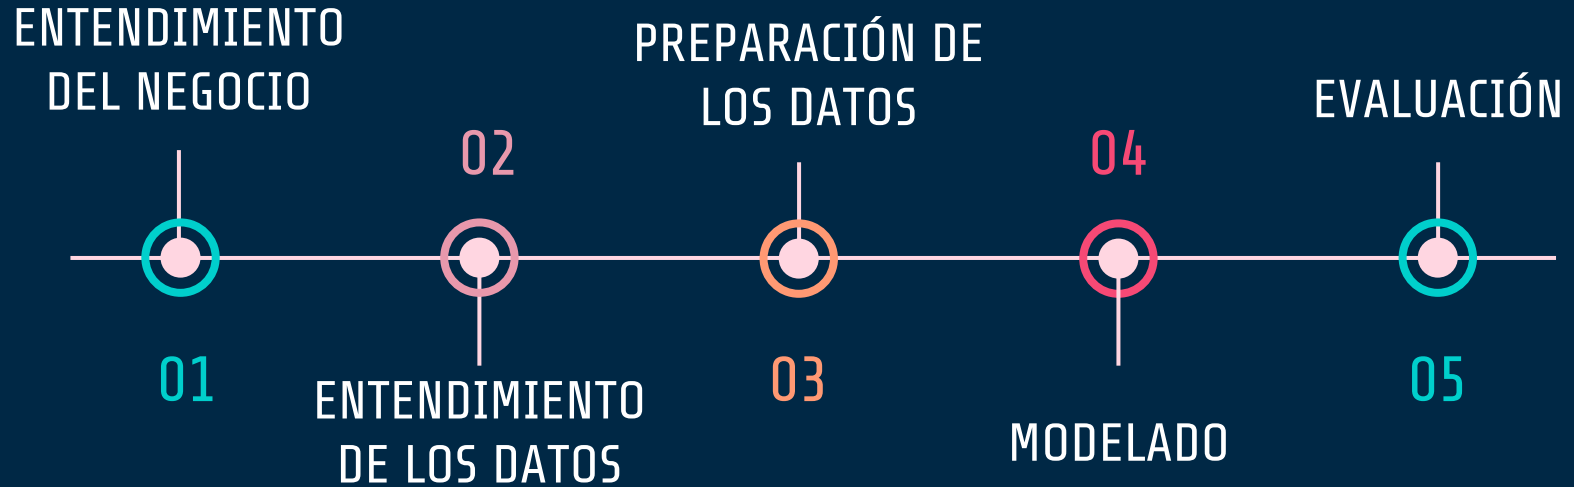 ENTENDIMIENTO
DEL NEGOCIO
01
02
ENTENDIMIENTO
DE LOS DATOS
PREPARACIÓN DE
LOS DATOS
03
04
MODELADO
EVALUACIÓN
05